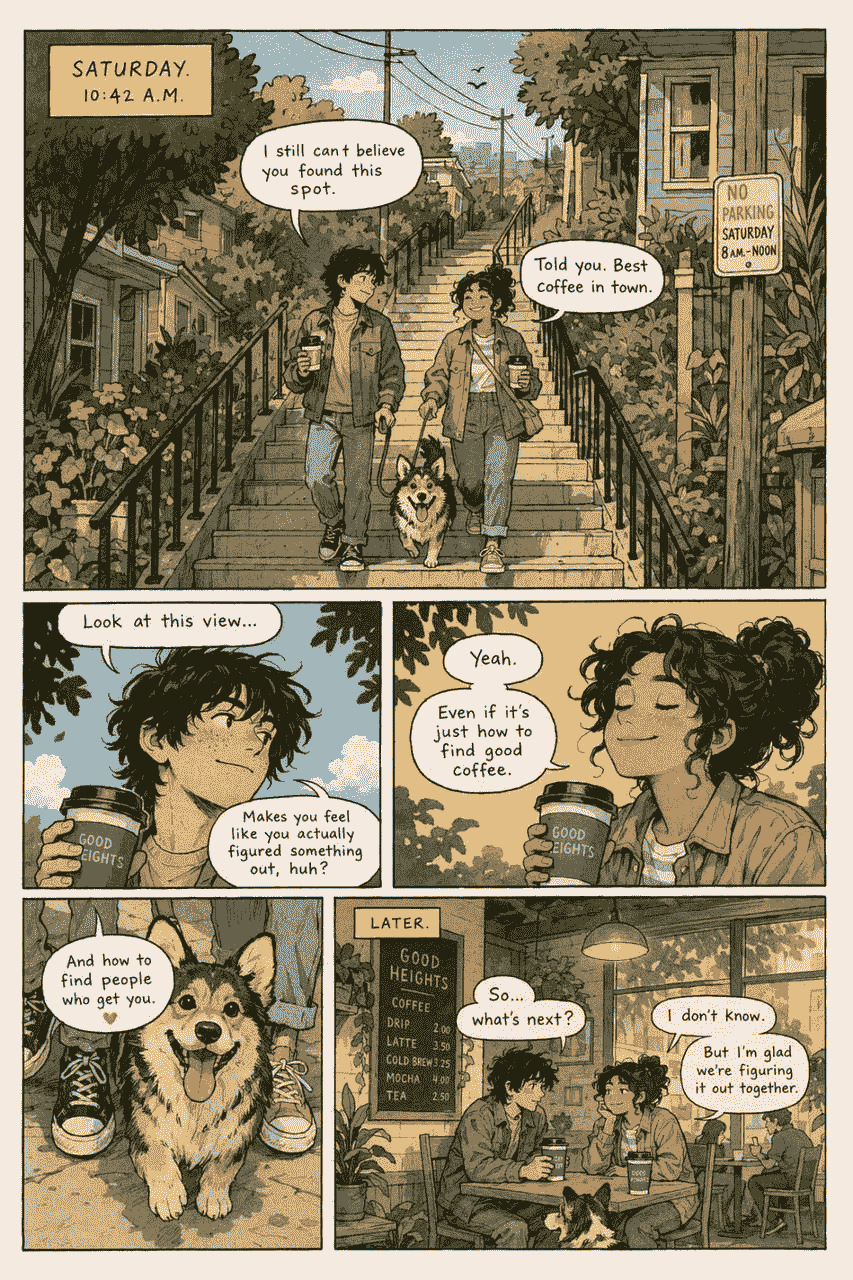 SATURDAY.
10:42 A.M.
I still can't believe
you found this
spot.
Told you. Best
coffee in town.
NO
PARKING
SATURDAY
8 A.M.-NOON
Look at this view...
GOOD
EIGHTS
Makes you feel
like you actually
figured something
out, huh?
Yeah.
Even if it's
just how to
find good
coffee.
GOOD
EIGHTS
And how to
find people
who get you.
LATER.
GOOD
HEIGHTS
COFFEE
DRIP 2.00
LATTE 3.50
COLD BREW 3.25
MOCHA 4.00
TEA 2.50
So...
what's next?
I don't know.
But I'm glad
we're figuring
it out together.